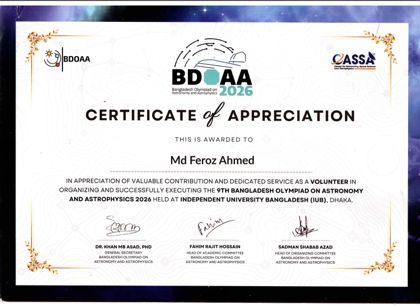 BDOAA
BDOAA
Bangladesh Olympiad on
Astronomy and Astrophysics
2026
CASSA
CERTIFICATE of APPRECIATION
THIS IS AWARDED TO
Md Feroz Ahmed
IN APPRECIATION OF VALUABLE CONTRIBUTION AND DEDICATED SERVICE AS A VOLUNTEER IN
ORGANIZING AND SUCCESSFULLY EXECUTING THE 9TH BANGLADESH OLYMPIAD ON ASTRONOMY
AND ASTROPHYSICS 2026 HELD AT INDEPENDENT UNIVERSITY BANGLADESH (IUB), DHAKA.
DR. KHAN MB ASAD, PHD
GENERAL SECRETARY
BANGLADESH OLYMPIAD ON
ASTRONOMY AND ASTROPHYSICS
FAHIM RAJIT HOSSAIN
HEAD OF ACADEMIC COMMITTEE
BANGLADESH OLYMPIAD ON
ASTRONOMY AND ASTROPHYSICS
SADMAN SHABAB AZAD
HEAD OF ORGANIZING COMMITTEE
BANGLADESH OLYMPIAD ON
ASTRONOMY AND ASTROPHYSICS